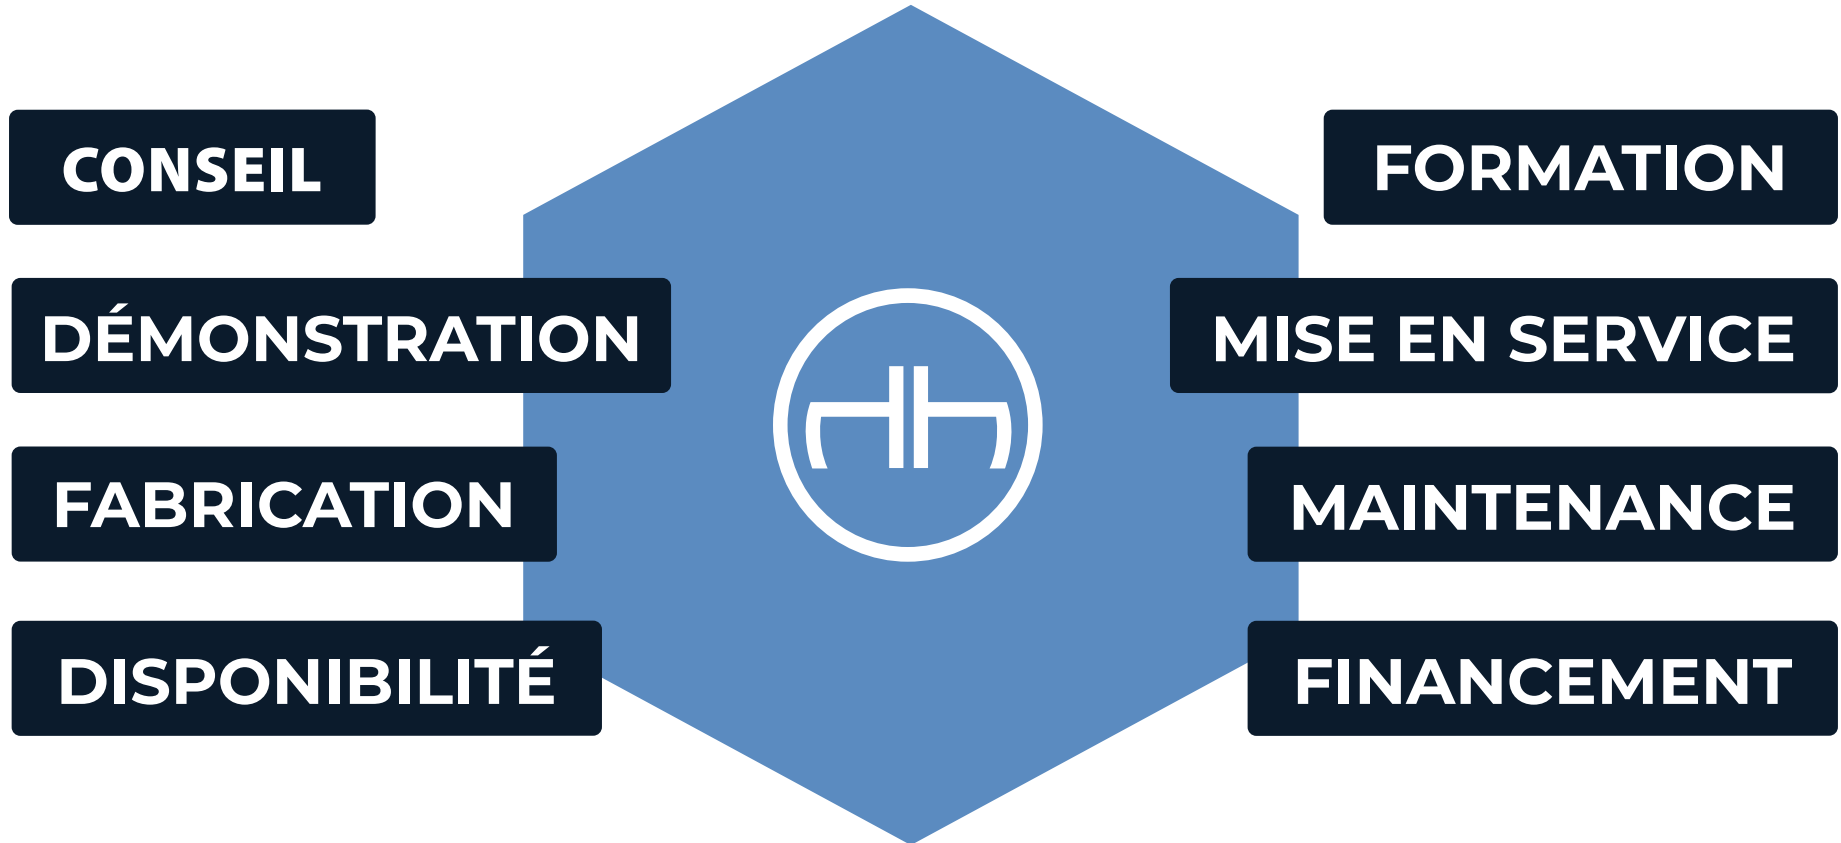 CONSEIL
DÉMONSTRATION
FABRICATION
DISPONIBILITÉ
FORMATION
MISE EN SERVICE
MAINTENANCE
FINANCEMENT